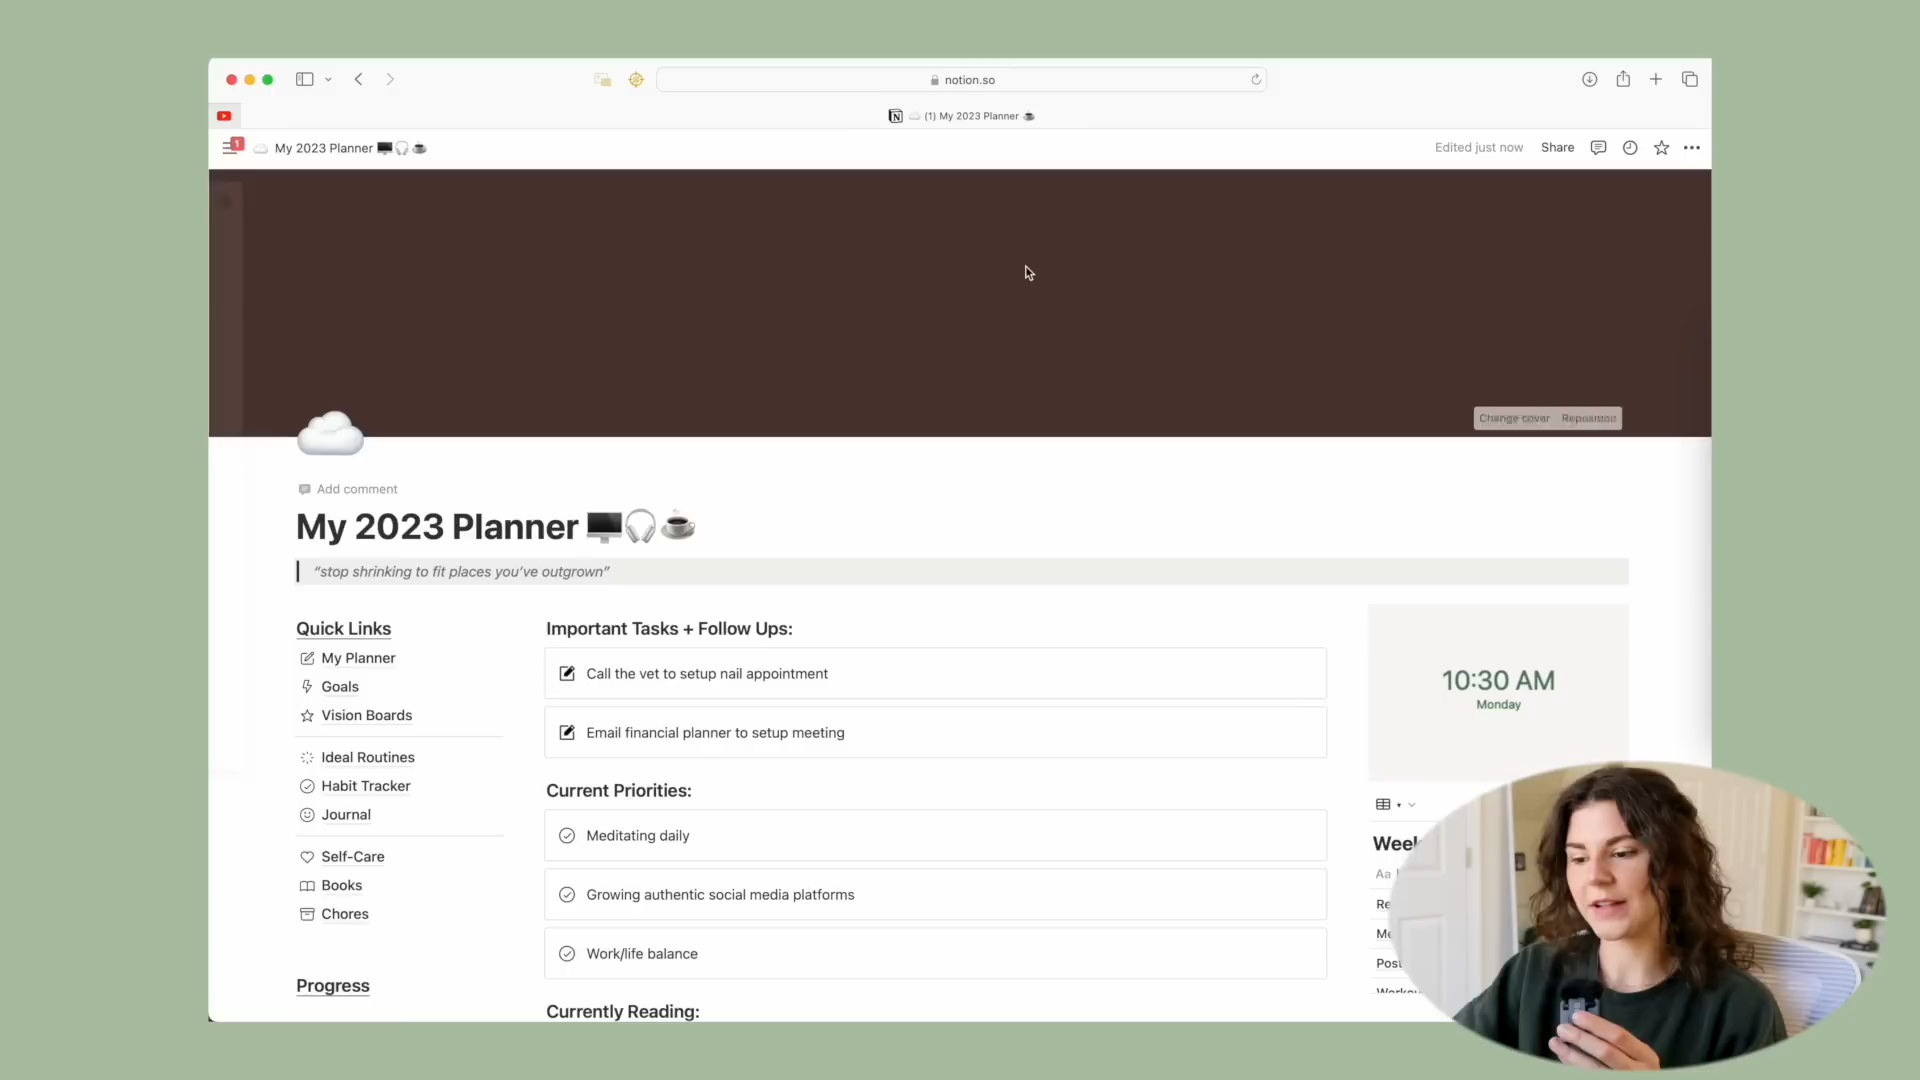 notion.so
(1) My 2023 Planner
1
My 2023 Planner
Edited just now
Share
Change cover
Reposition
Add comment
My 2023 Planner
“stop shrinking to fit places you’ve outgrown”
Quick Links
My Planner
Goals
Vision Boards
Ideal Routines
Habit Tracker
Journal
Self-Care
Books
Chores
Progress
Important Tasks + Follow Ups:
Call the vet to setup nail appointment
Email financial planner to setup meeting
Current Priorities:
Meditating daily
Growing authentic social media platforms
Work/life balance
Currently Reading:
10:30 AM
Monday
Aa
Post